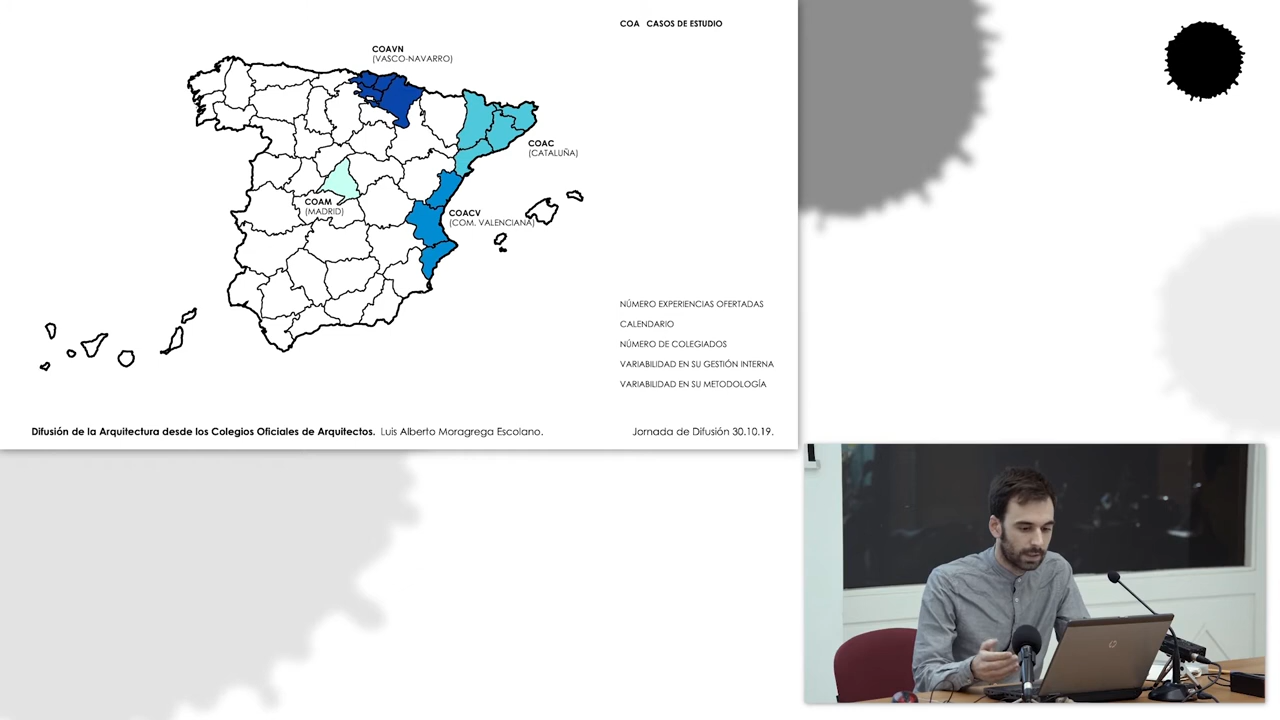 COA CASOS DE ESTUDIO
COAVN
(VASCO-NAVARRO)
COAC
(CATALUÑA)
COAM
(MADRID)
COACV
(COM. VALENCIANA)
NÚMERO EXPERIENCIAS OFERTADAS
CALENDARIO
NÚMERO DE COLEGIADOS
VARIABILIDAD EN SU GESTIÓN INTERNA
VARIABILIDAD EN SU METODOLOGÍA
Difusión de la Arquitectura desde los Colegios Oficiales de Arquitectos. Luis Alberto Moragrega Escolano.
Jornada de Difusión 30.10.19.